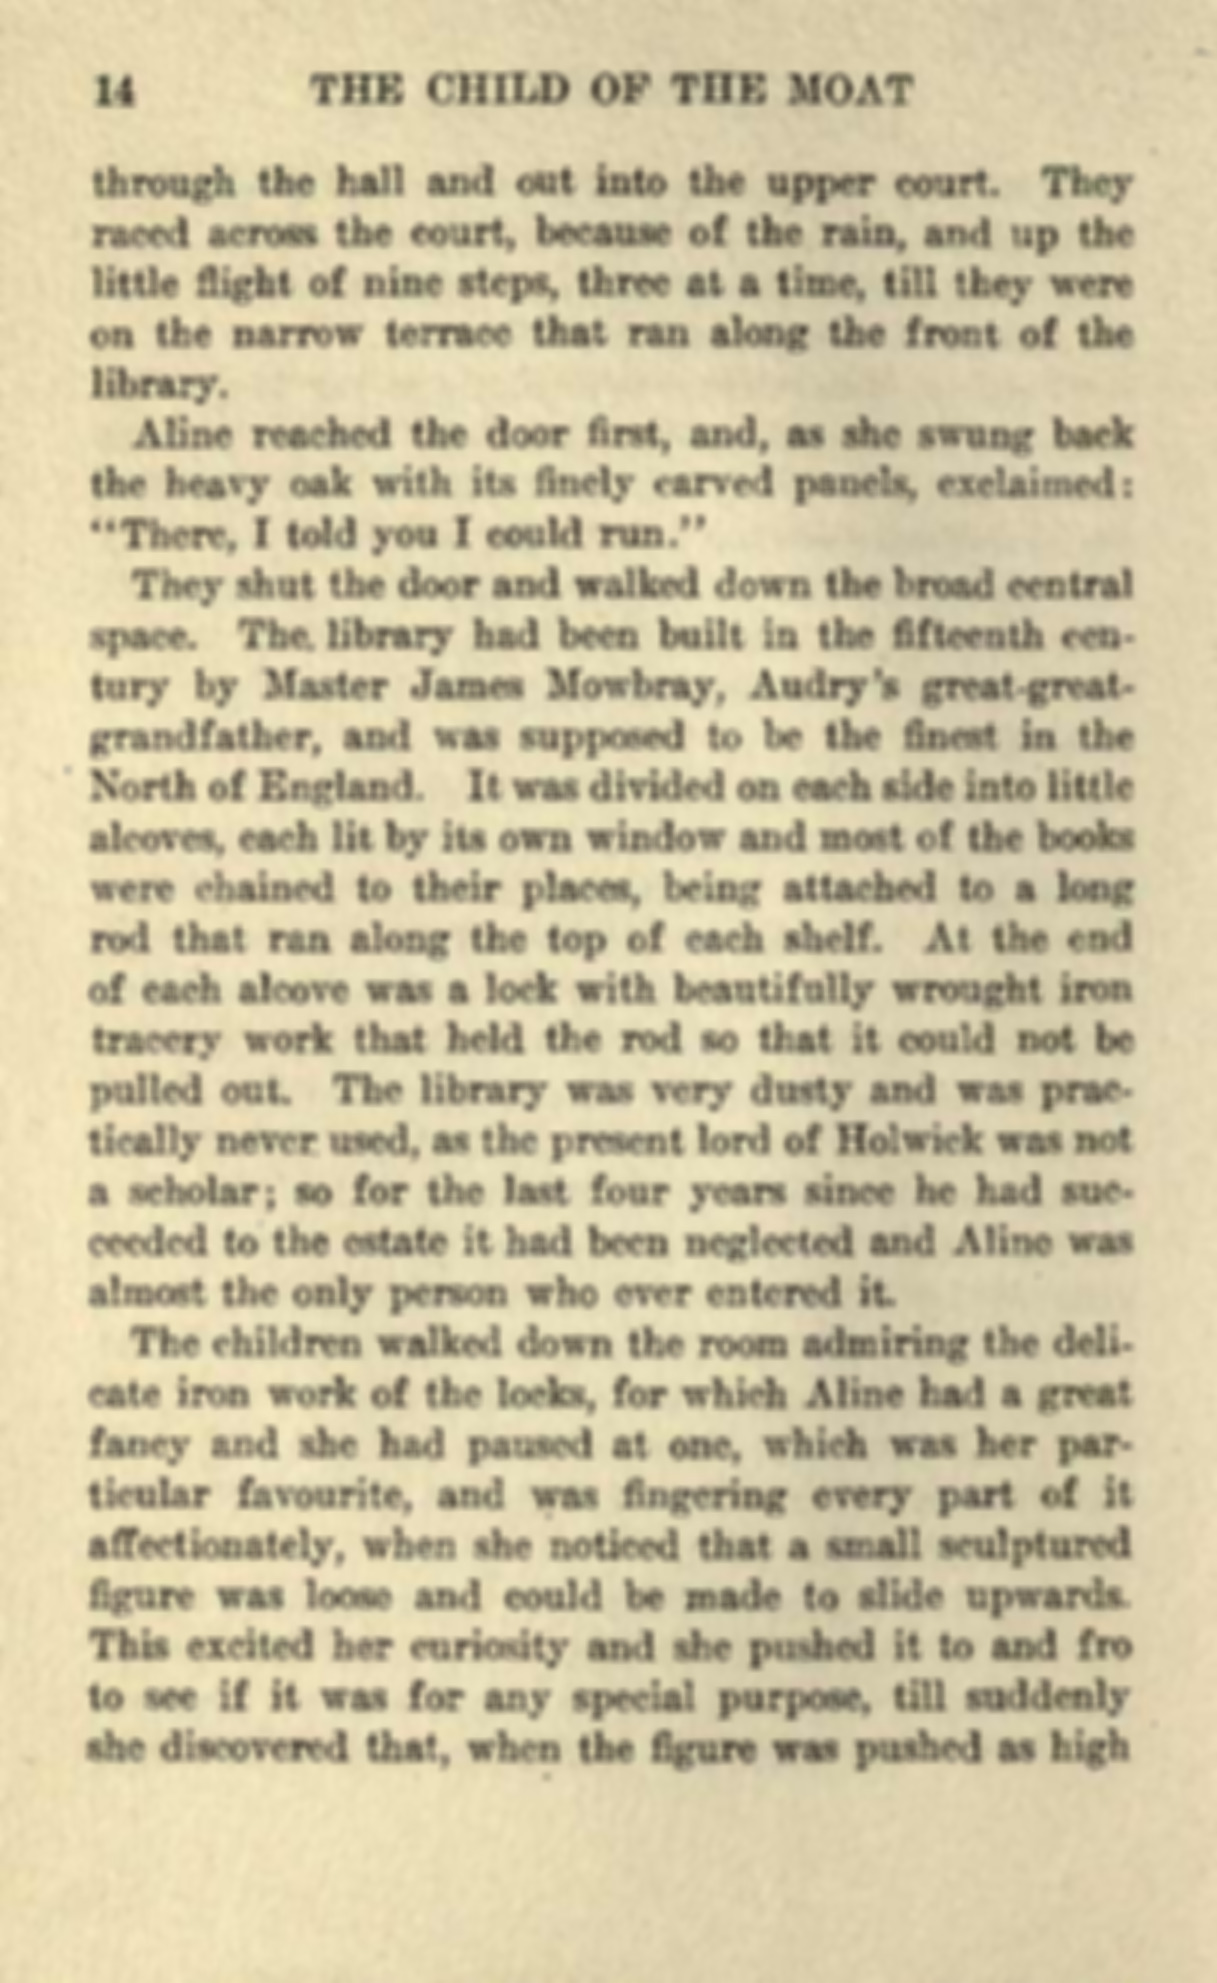 14 THE CHILD OF THE MOAT
through the hall and out into the upper court. They
raced across the court, because of the rain, and up the
little flight of nine steps, three at a time, till they were
on the narrow terrace that ran along the front of the
library.
Aline reached the door first, and, as she swung back
the heavy oak with its finely carved panels, exclaimed:
"There, I told you I could run."
They shut the door and walked down the broad central
space. The library had been built in the fifteenth cen-
tury by Master James Mowbray, Audry's great-great-
grandfather, and was supposed to be the finest in the
North of England. It was divided on each side into little
alcoves, each lit by its own window and most of the books
were chained to their places, being attached to a long
rod that ran along the top of each shelf. At the end
of each alcove was a lock with beautifully wrought iron
tracery work that held the rod so that it could not be
pulled out. The library was very dusty and was prac-
tically never used, as the present lord of Holwick was not
a scholar; so for the last four years since he had suc-
ceeded to the estate it had been neglected and Aline was
almost the only person who ever entered it.
The children walked down the room admiring the deli-
cate iron work of the locks, for which Aline had a great
fancy and she had paused at one, which was her par-
ticular favourite, and was fingering every part of it
affectionately, when she noticed that a small sculptured
figure was loose and could be made to slide upwards.
This excited her curiosity and she pushed it to and fro
to see if it was for any special purpose, till suddenly
she discovered that, when the figure was pushed as high